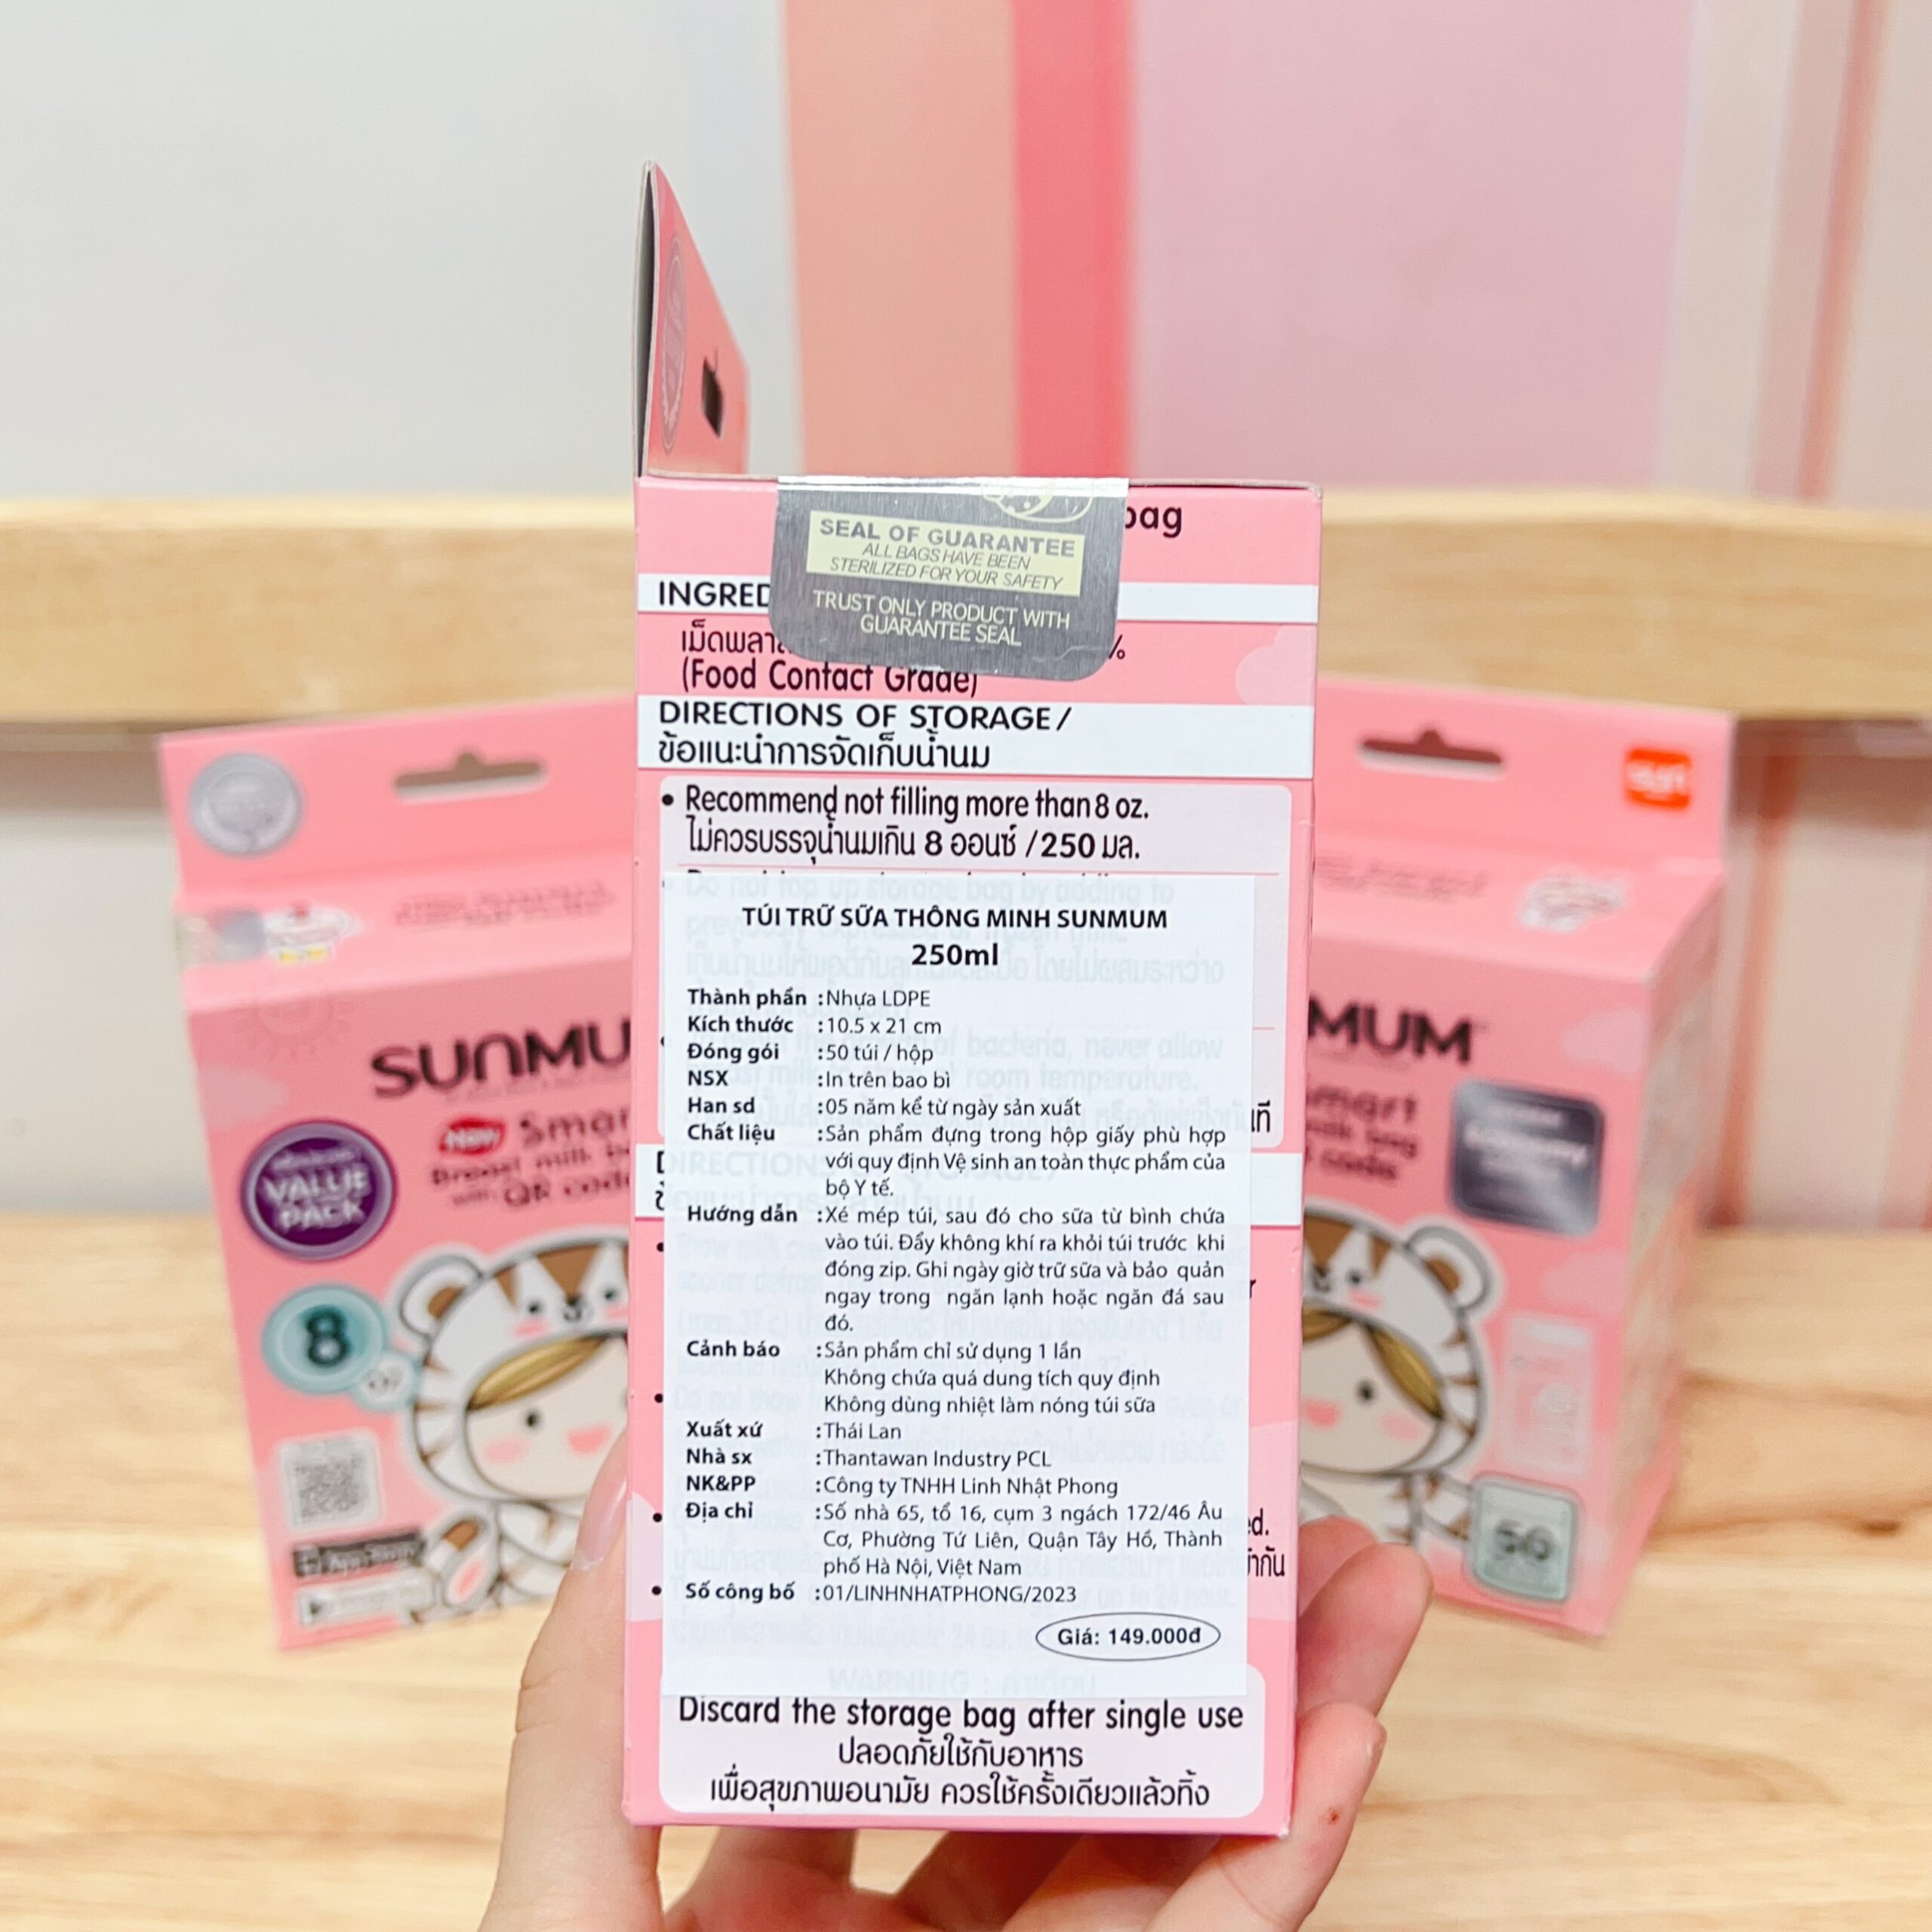 bag
SEAL OF GUARANTEE
ALL BAGS HAVE BEEN
STERILIZED FOR YOUR SAFETY
TRUST ONLY PRODUCT WITH
GUARANTEE SEAL
INGRED
%
(Food Contact Grade)
DIRECTIONS OF STORAGE/
ข้อแนะนำการจัดเก็บน้ำนม
• Recommend not filling more than 8 oz.
ไม่ควรบรรจุน้ำนมเกิน 8 ออนซ์ /250 มล.
TÚI TRỮ SỮA THÔNG MINH SUNMUM
250ml
Thành phần :Nhựa LDPE
Kích thước :10.5 x 21 cm
Đóng gói :50 túi / hộp
NSX :In trên bao bì
Han sd :05 năm kể từ ngày sản xuất
Chất liệu :Sản phẩm đựng trong hộp giấy phù hợp
với quy định Vệ sinh an toàn thực phẩm của
bộ Y tế.
Hướng dẫn :Xé mép túi, sau đó cho sữa từ bình chứa
vào túi. Đẩy không khí ra khỏi túi trước khi
đóng zip. Ghi ngày giờ trữ sữa và bảo quản
ngay trong ngăn lạnh hoặc ngăn đá sau
đó.
Cảnh báo :Sản phẩm chỉ sử dụng 1 lần
Không chứa quá dung tích quy định
Không dùng nhiệt làm nóng túi sữa
Xuất xứ :Thái Lan
Nhà sx :Thantawan Industry PCL
NK&PP :Công ty TNHH Linh Nhật Phong
Địa chỉ :Số nhà 65, tổ 16, cụm 3 ngách 172/46 Âu
Cơ, Phường Tứ Liên, Quận Tây Hồ, Thành
phố Hà Nội, Việt Nam
Số công bố :01/LINHNHATPHONG/2023
Giá: 149.000đ
Discard the storage bag after single use
ปลอดภัยใช้กับอาหาร
เพื่อสุขภาพอนามัย ควรใช้ครั้งเดียวแล้วทิ้ง
SUNMU
New Smar
Breast milk b
with QR code
VALUE
PACK
8
oz
MUM
mart
milk bag
code
50